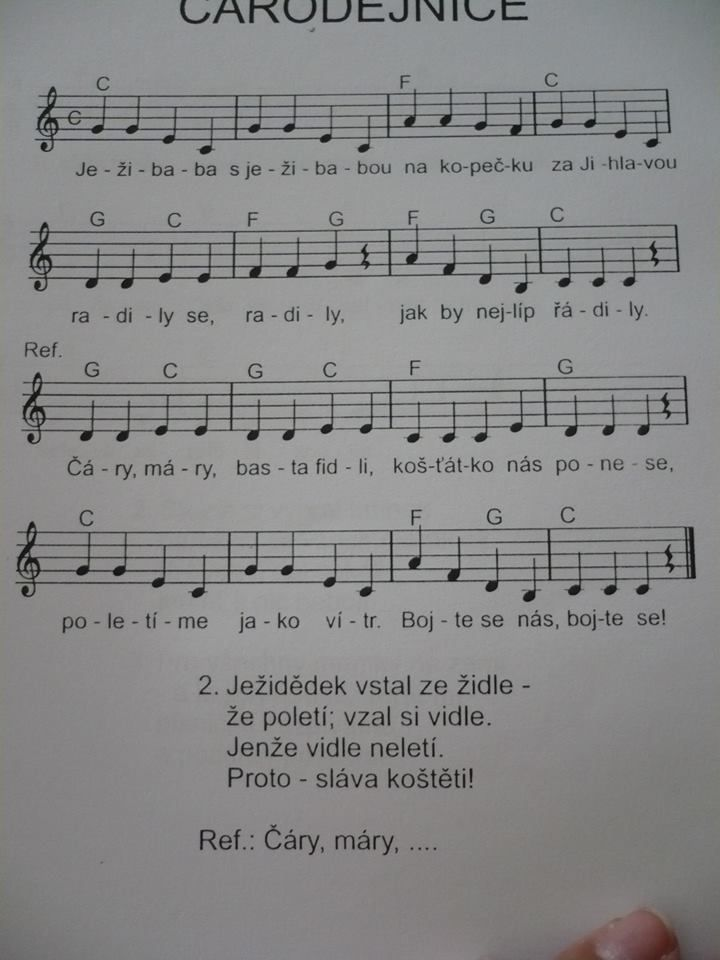 ČARODĚJNICE
C F C
C
Je - ži - ba - ba s je - ži - ba - bou na ko - peč - ku za Ji - hla - vou
G C F G F G C
ra - di - ly se, ra - di - ly, jak by nej - líp řá - di - ly.
Ref.
G C G C F G
Čá - ry, má - ry, bas - ta fid - li, koš - ťát - ko nás po - ne - se,
C F G C
po - le - tí - me ja - ko ví - tr. Boj - te se nás, boj - te se!
2. Ježidědek vstal ze židle -
že poletí; vzal si vidle.
Jenže vidle neletí.
Proto - sláva koštěti!
Ref.: Čáry, máry, ....